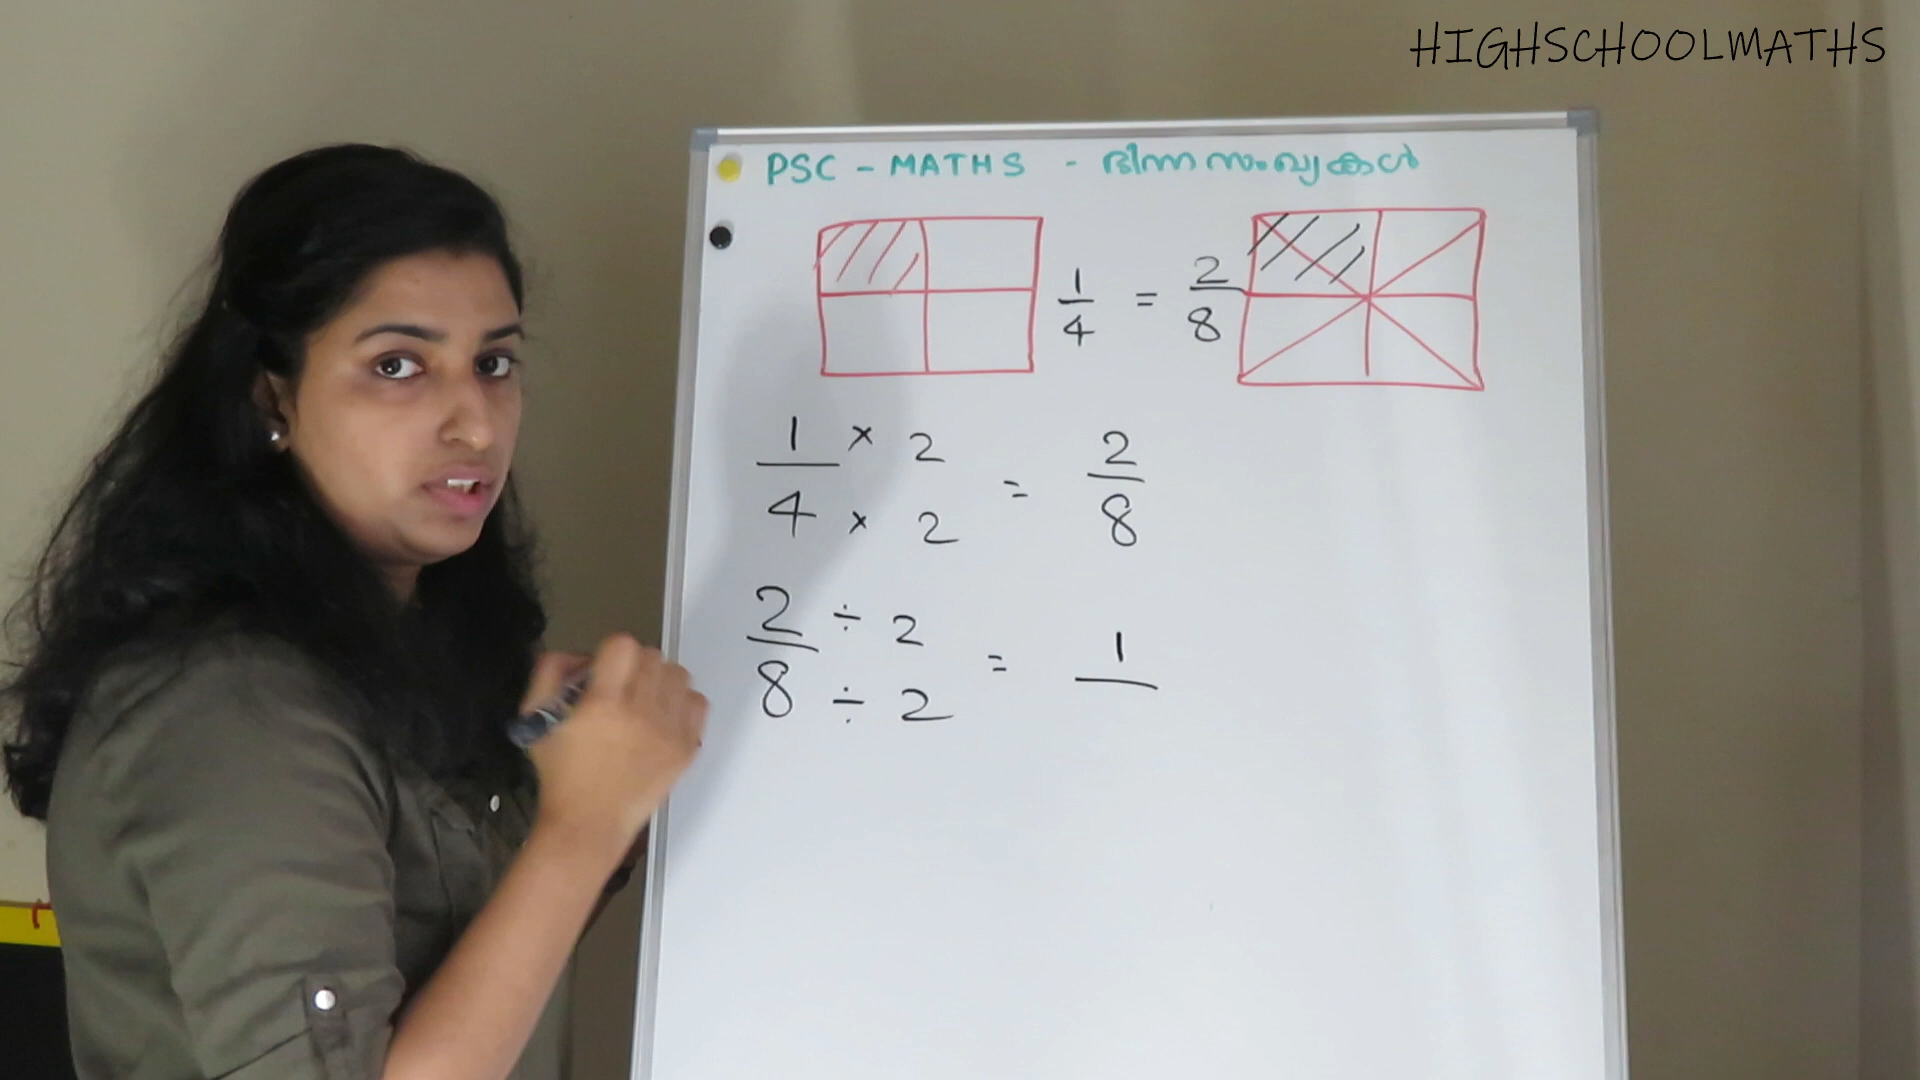 HIGHSCHOOLMATHS
PSC - MATHS - ഭിന്നസംഖ്യകൾ
1/4 = 2/8
1 × 2 / 4 × 2 = 2/8
2 ÷ 2 / 8 ÷ 2 = 1/